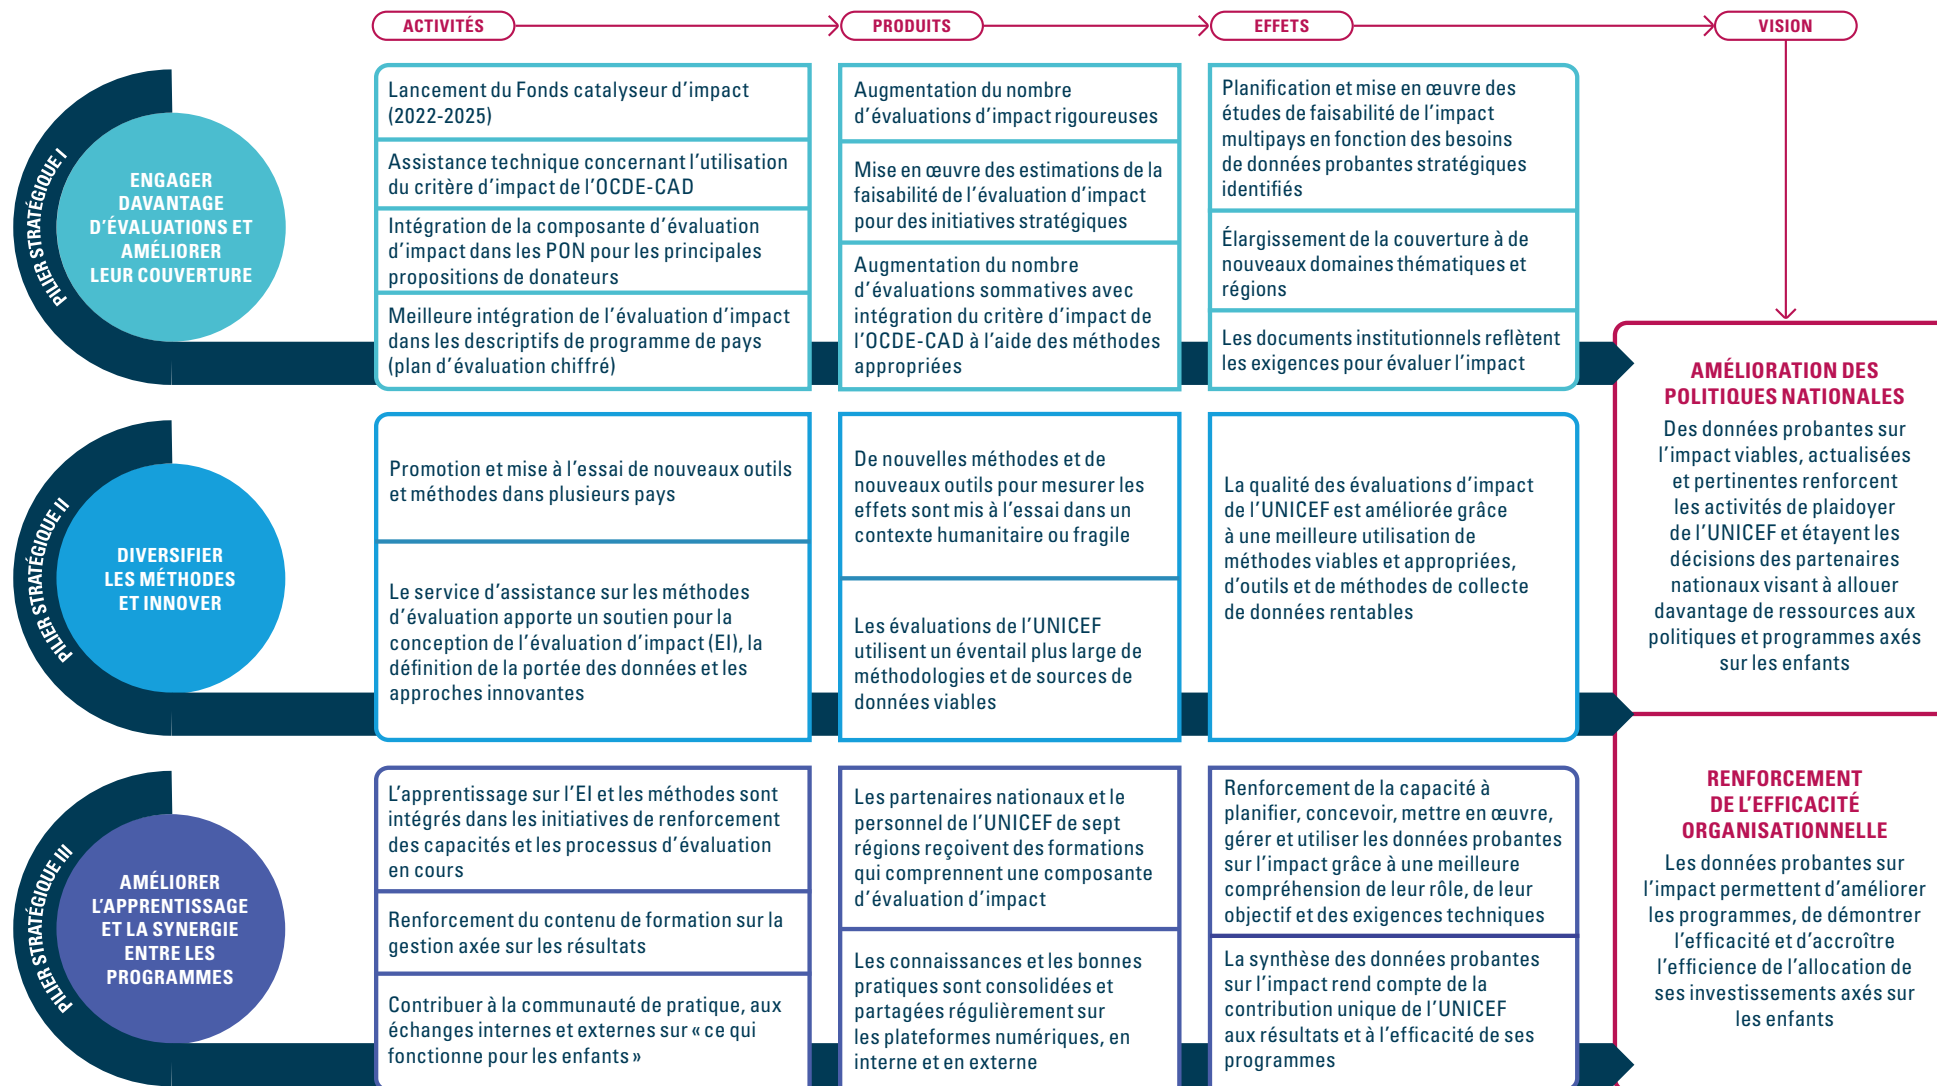 ACTIVITÉS
PRODUITS
EFFETS
VISION
PILIER STRATÉGIQUE I
ENGAGER
DAVANTAGE
D'ÉVALUATIONS ET
AMÉLIORER
LEUR COUVERTURE
Lancement du Fonds catalyseur d'impact
(2022-2025)
Assistance technique concernant l'utilisation
du critère d'impact de l'OCDE-CAD
Intégration de la composante d'évaluation
d'impact dans les PON pour les principales
propositions de donateurs
Meilleure intégration de l'évaluation d'impact
dans les descriptifs de programme de pays
(plan d'évaluation chiffré)
Augmentation du nombre
d'évaluations d'impact rigoureuses
Mise en œuvre des estimations de la
faisabilité de l'évaluation d'impact
pour des initiatives stratégiques
Augmentation du nombre
d'évaluations sommatives avec
intégration du critère d'impact de
l'OCDE-CAD à l'aide des méthodes
appropriées
Planification et mise en œuvre des
études de faisabilité de l'impact
multipays en fonction des besoins
de données probantes stratégiques
identifiés
Élargissement de la couverture à de
nouveaux domaines thématiques et
régions
Les documents institutionnels reflètent
les exigences pour évaluer l'impact
PILIER STRATÉGIQUE II
DIVERSIFIER
LES MÉTHODES
ET INNOVER
Promotion et mise à l'essai de nouveaux outils
et méthodes dans plusieurs pays
Le service d'assistance sur les méthodes
d'évaluation apporte un soutien pour la
conception de l'évaluation d'impact (EI), la
définition de la portée des données et les
approches innovantes
De nouvelles méthodes et de
nouveaux outils pour mesurer les
effets sont mis à l'essai dans un
contexte humanitaire ou fragile
Les évaluations de l'UNICEF
utilisent un éventail plus large de
méthodologies et de sources de
données viables
La qualité des évaluations d'impact
de l'UNICEF est améliorée grâce
à une meilleure utilisation de
méthodes viables et appropriées,
d'outils et de méthodes de collecte
de données rentables
PILIER STRATÉGIQUE III
AMÉLIORER
L'APPRENTISSAGE
ET LA SYNERGIE
ENTRE LES
PROGRAMMES
L'apprentissage sur l'EI et les méthodes sont
intégrés dans les initiatives de renforcement
des capacités et les processus d'évaluation
en cours
Renforcement du contenu de formation sur la
gestion axée sur les résultats
Contribuer à la communauté de pratique, aux
échanges internes et externes sur « ce qui
fonctionne pour les enfants »
Les partenaires nationaux et le
personnel de l'UNICEF de sept
régions reçoivent des formations
qui comprennent une composante
d'évaluation d'impact
Les connaissances et les bonnes
pratiques sont consolidées et
partagées régulièrement sur
les plateformes numériques, en
interne et en externe
Renforcement de la capacité à
planifier, concevoir, mettre en œuvre,
gérer et utiliser les données probantes
sur l'impact grâce à une meilleure
compréhension de leur rôle, de leur
objectif et des exigences techniques
La synthèse des données probantes
sur l'impact rend compte de la
contribution unique de l'UNICEF
aux résultats et à l'efficacité de ses
programmes
AMÉLIORATION DES
POLITIQUES NATIONALES
Des données probantes sur
l'impact viables, actualisées
et pertinentes renforcent
les activités de plaidoyer
de l'UNICEF et étayent les
décisions des partenaires
nationaux visant à allouer
davantage de ressources aux
politiques et programmes axés
sur les enfants
RENFORCEMENT
DE L'EFFICACITÉ
ORGANISATIONNELLE
Les données probantes sur
l'impact permettent d'améliorer
les programmes, de démontrer
l'efficacité et d'accroître
l'efficience de l'allocation de
ses investissements axés sur
les enfants